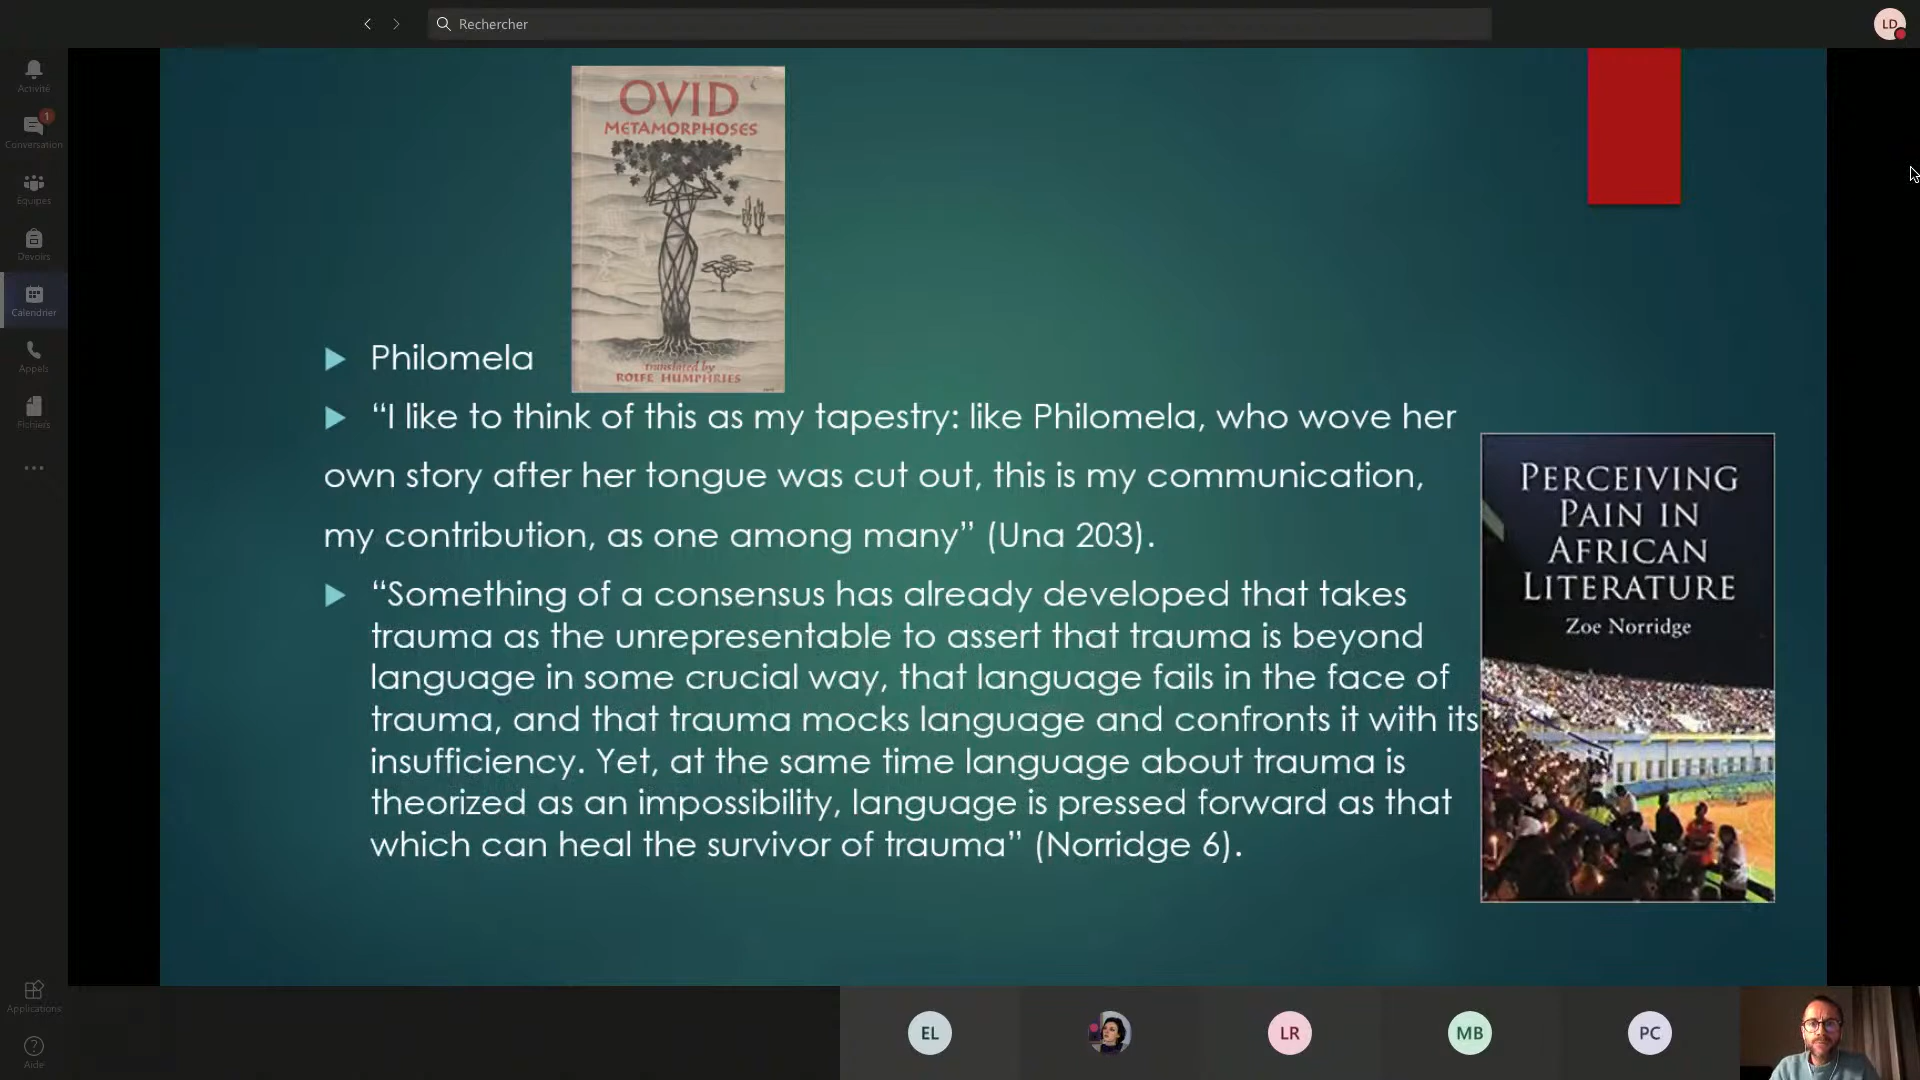 Rechercher
LD
Activité
1
Conversation
Équipes
Devoirs
Calendrier
Appels
Fichiers
OVID
METAMORPHOSES
translated by
ROLFE HUMPHRIES
Philomela
“I like to think of this as my tapestry: like Philomela, who wove her
own story after her tongue was cut out, this is my communication,
my contribution, as one among many” (Una 203).
“Something of a consensus has already developed that takes
trauma as the unrepresentable to assert that trauma is beyond
language in some crucial way, that language fails in the face of
trauma, and that trauma mocks language and confronts it with its
insufficiency. Yet, at the same time language about trauma is
theorized as an impossibility, language is pressed forward as that
which can heal the survivor of trauma” (Norridge 6).
PERCEIVING
PAIN IN
AFRICAN
LITERATURE
Zoe Norridge
Applications
Aide
EL
LR
MB
PC